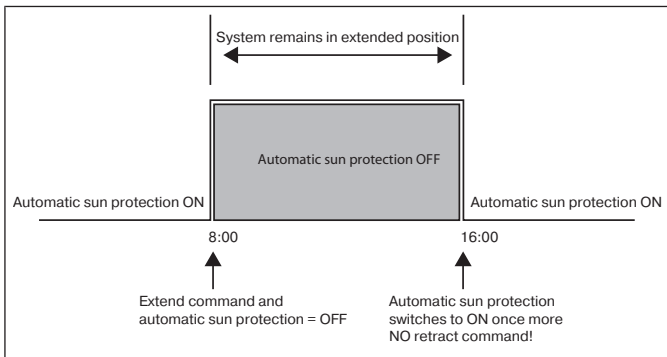 System remains in extended position
Automatic sun protection OFF
Automatic sun protection ON
Automatic sun protection ON
8:00
16:00
Extend command and
automatic sun protection = OFF
Automatic sun protection
switches to ON once more
NO retract command!